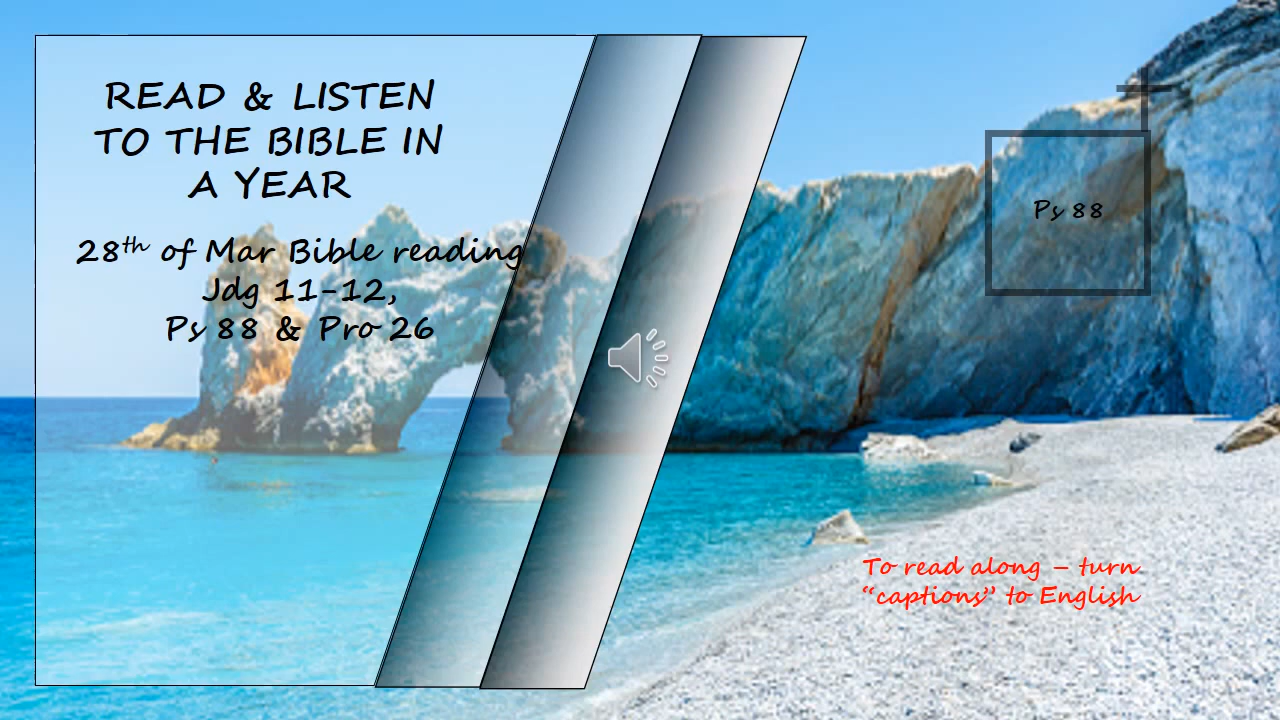 READ & LISTEN
TO THE BIBLE IN
A YEAR
28th of Mar Bible reading
Jdg 11-12,
Ps 88 & Pro 26
Ps 88
To read along – turn
“captions” to English